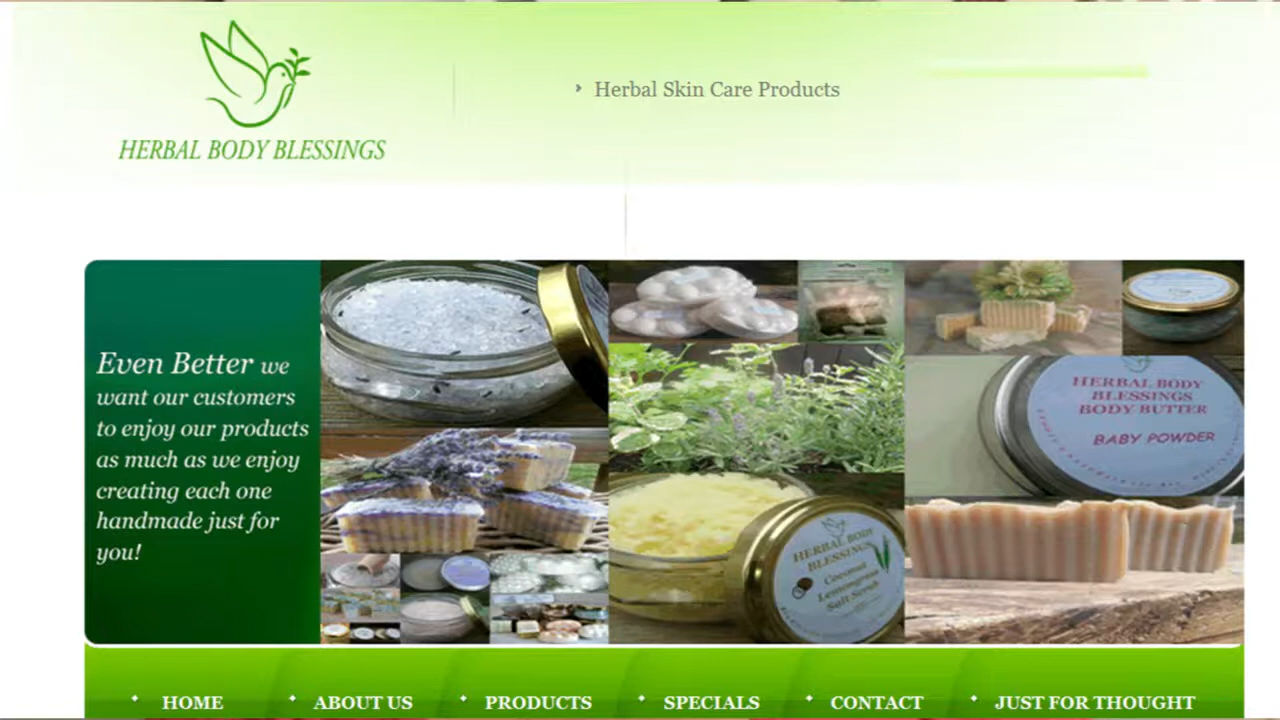 Herbal Skin Care Products
HERBAL BODY BLESSINGS
Even Better we
want our customers
to enjoy our products
as much as we enjoy
creating each one
handmade just for
you!
HERBAL BODY
BLESSINGS
BODY BUTTER
BABY POWDER
HERBAL BODY
BLESSINGS
Coconut
Lemongrass
Salt Scrub
HOME
ABOUT US
PRODUCTS
SPECIALS
CONTACT
JUST FOR THOUGHT